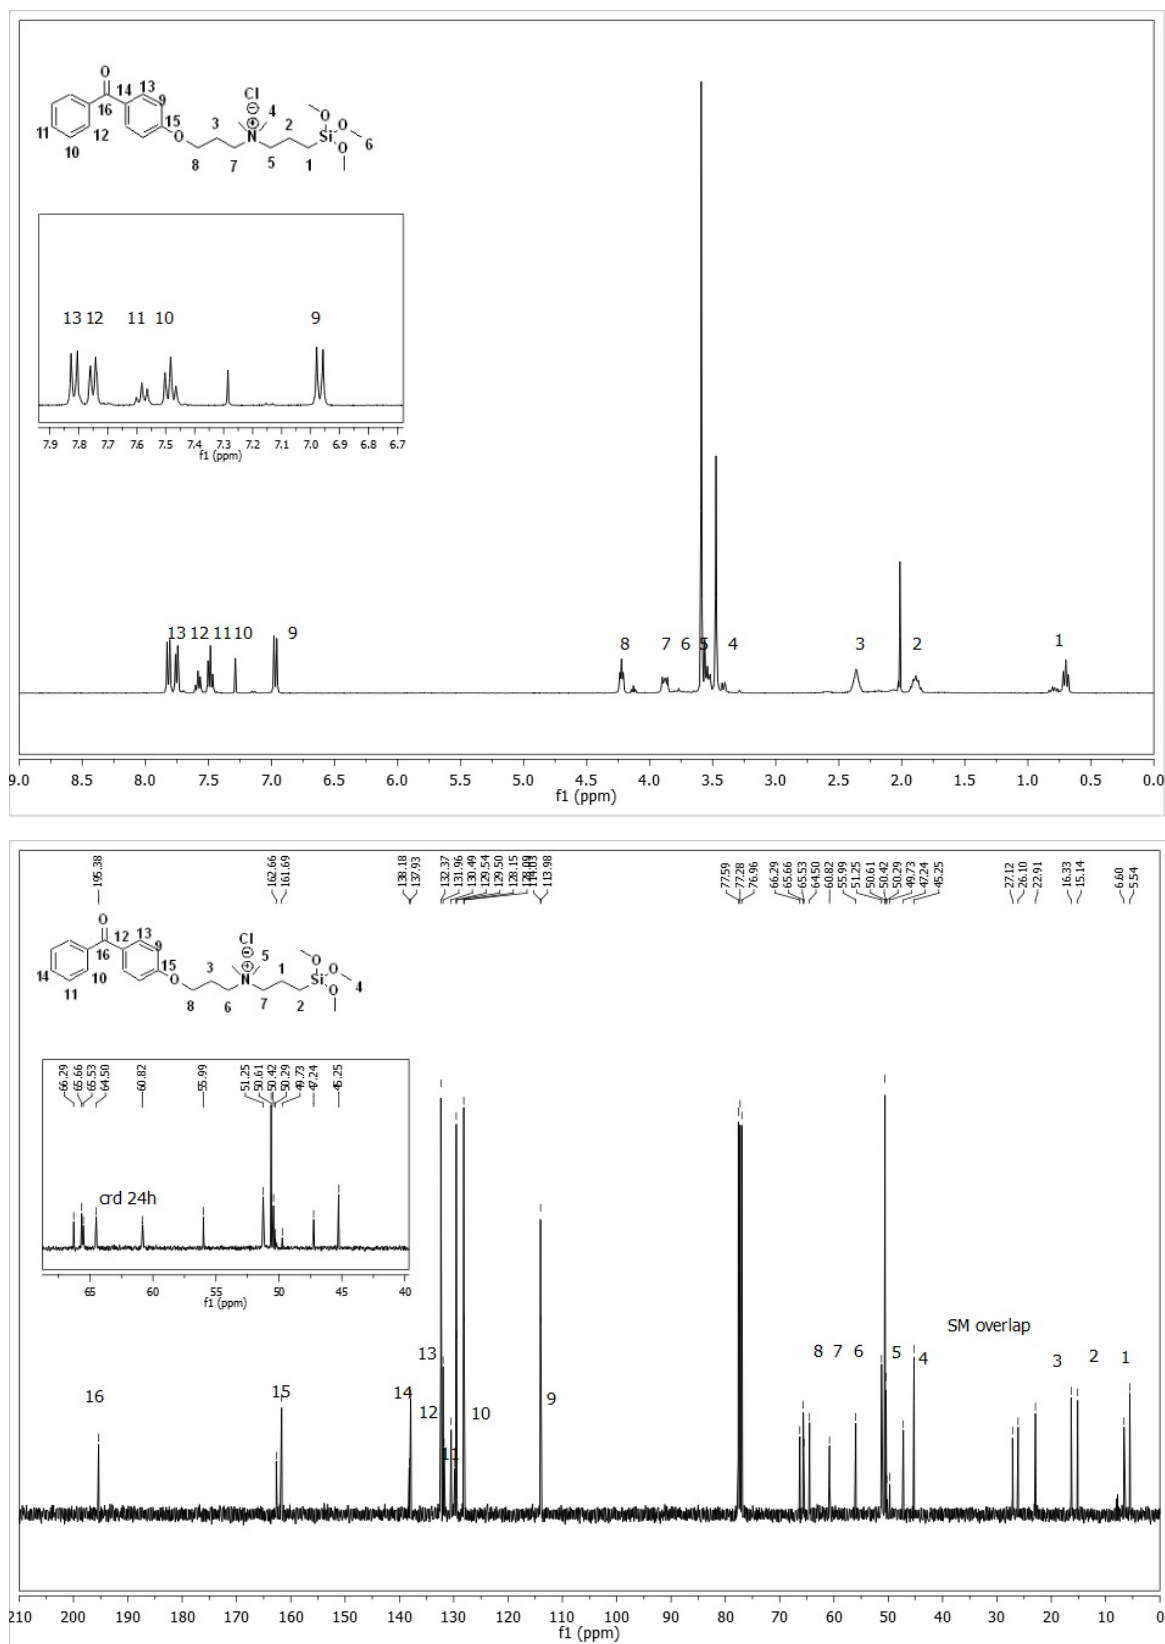 O
14 13 Cl
9 ⊖ 4
16 15 3 ⊕ 2 O
11 12 O N Si O 6
10 O
8 7 5 1
13 12 11 10 9
7.9 7.8 7.7 7.6 7.5 7.4 7.3 7.2 7.1 7.0 6.9 6.8 6.7
f1 (ppm)
13 12 11 10 9 8 7 6 5 4 3 2 1
9.0 8.5 8.0 7.5 7.0 6.5 6.0 5.5 5.0 4.5 4.0 3.5 3.0 2.5 2.0 1.5 1.0 0.5 0.0
f1 (ppm)
195.38 162.66 161.69 138.18 137.93 132.37 131.96 130.49 129.54 129.50 128.15 114.03 113.98 77.59 77.28 76.96 66.29 65.66 65.53 64.50 60.82 55.99 51.25 50.61 50.42 50.29 49.73 47.24 45.25 27.12 26.10 22.91 16.33 15.14 6.60 5.54
O
12 13 Cl
9 ⊖ 5
16 15 3 ⊕ 1 O
14 10 O N Si O 4
11 O
8 6 7 2
66.29 65.66 65.53 64.50 60.82 55.99 51.25 50.61 50.42 50.29 49.73 47.24 45.25
crd 24h
65 60 55 50 45 40
f1 (ppm)
SM overlap
16 15 14 13 12 11 10 9 8 7 6 5 4 3 2 1
210 200 190 180 170 160 150 140 130 120 110 100 90 80 70 60 50 40 30 20 10 0
f1 (ppm)